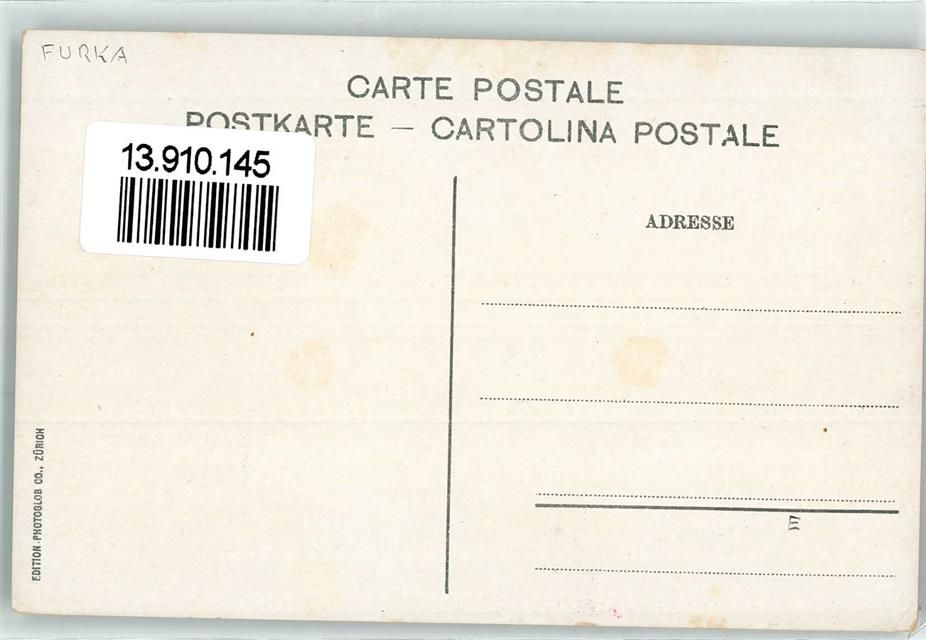 FURKA
CARTE POSTALE
POSTKARTE — CARTOLINA POSTALE
13.910.145
ADRESSE
EDITION PHOTOGLOB CO., ZÜRICH